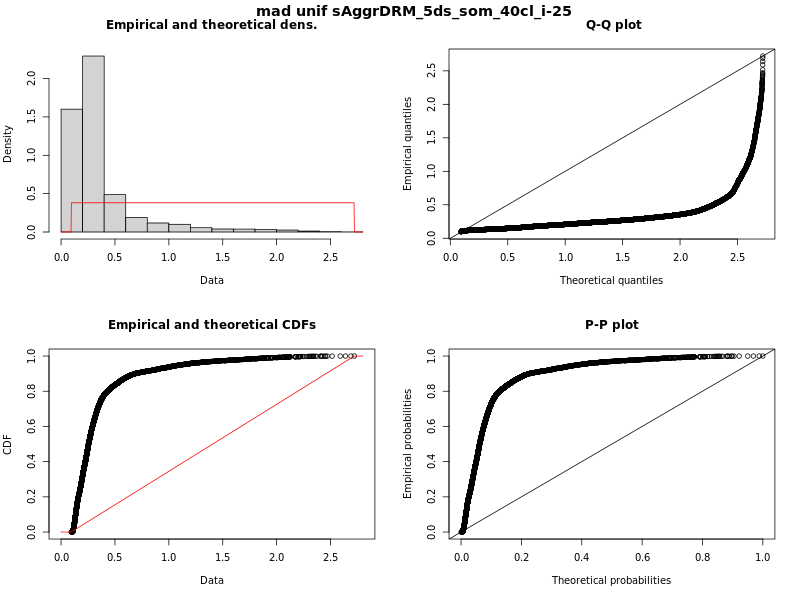 mad unif sAggrDRM_5ds_som_40cl_i-25
Empirical and theoretical dens.
Density
0.0 0.5 1.0 1.5 2.0
0.0 0.5 1.0 1.5 2.0 2.5
Data
Q-Q plot
Empirical quantiles
0.0 0.5 1.0 1.5 2.0 2.5
0.0 0.5 1.0 1.5 2.0 2.5
Theoretical quantiles
Empirical and theoretical CDFs
CDF
0.0 0.2 0.4 0.6 0.8 1.0
0.0 0.5 1.0 1.5 2.0 2.5
Data
P-P plot
Empirical probabilities
0.0 0.2 0.4 0.6 0.8 1.0
0.0 0.2 0.4 0.6 0.8 1.0
Theoretical probabilities